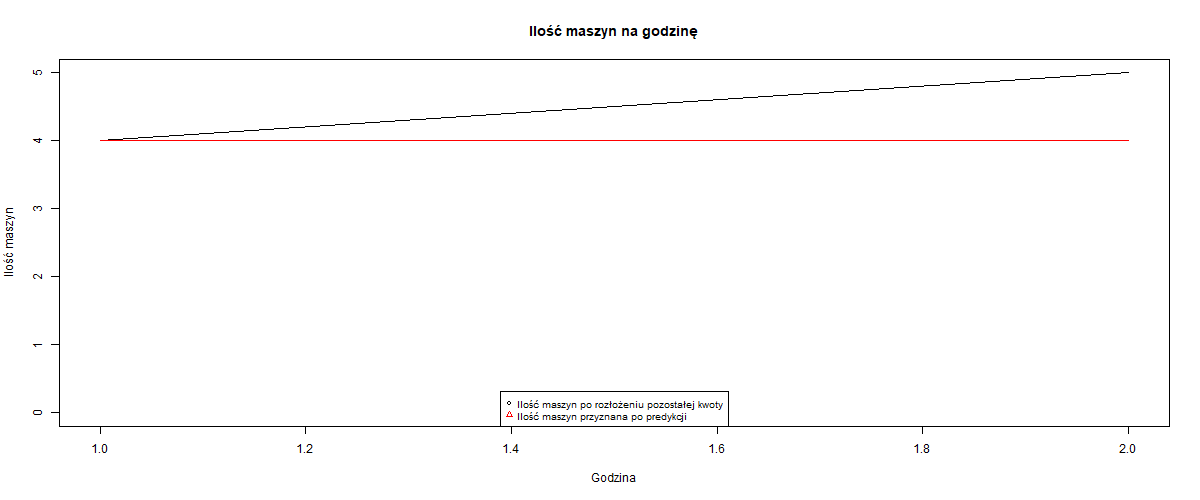 Ilość maszyn na godzinę
Ilość maszyn
5
4
3
2
1
0
Ilość maszyn po rozłożeniu pozostałej kwoty
Ilość maszyn przyznana po predykcji
1.0 1.2 1.4 1.6 1.8 2.0
Godzina